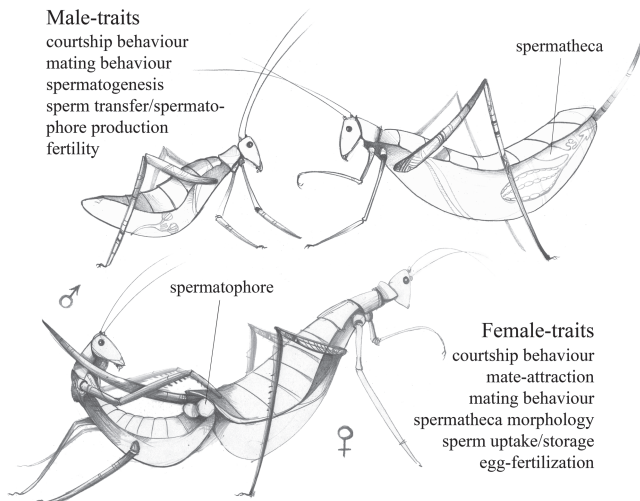 Male-traits
courtship behaviour
mating behaviour
spermatogenesis
sperm transfer/spermato-
phore production
fertility
spermatheca
♂
spermatophore
♀
Female-traits
courtship behaviour
mate-attraction
mating behaviour
spermatheca morphology
sperm uptake/storage
egg-fertilization